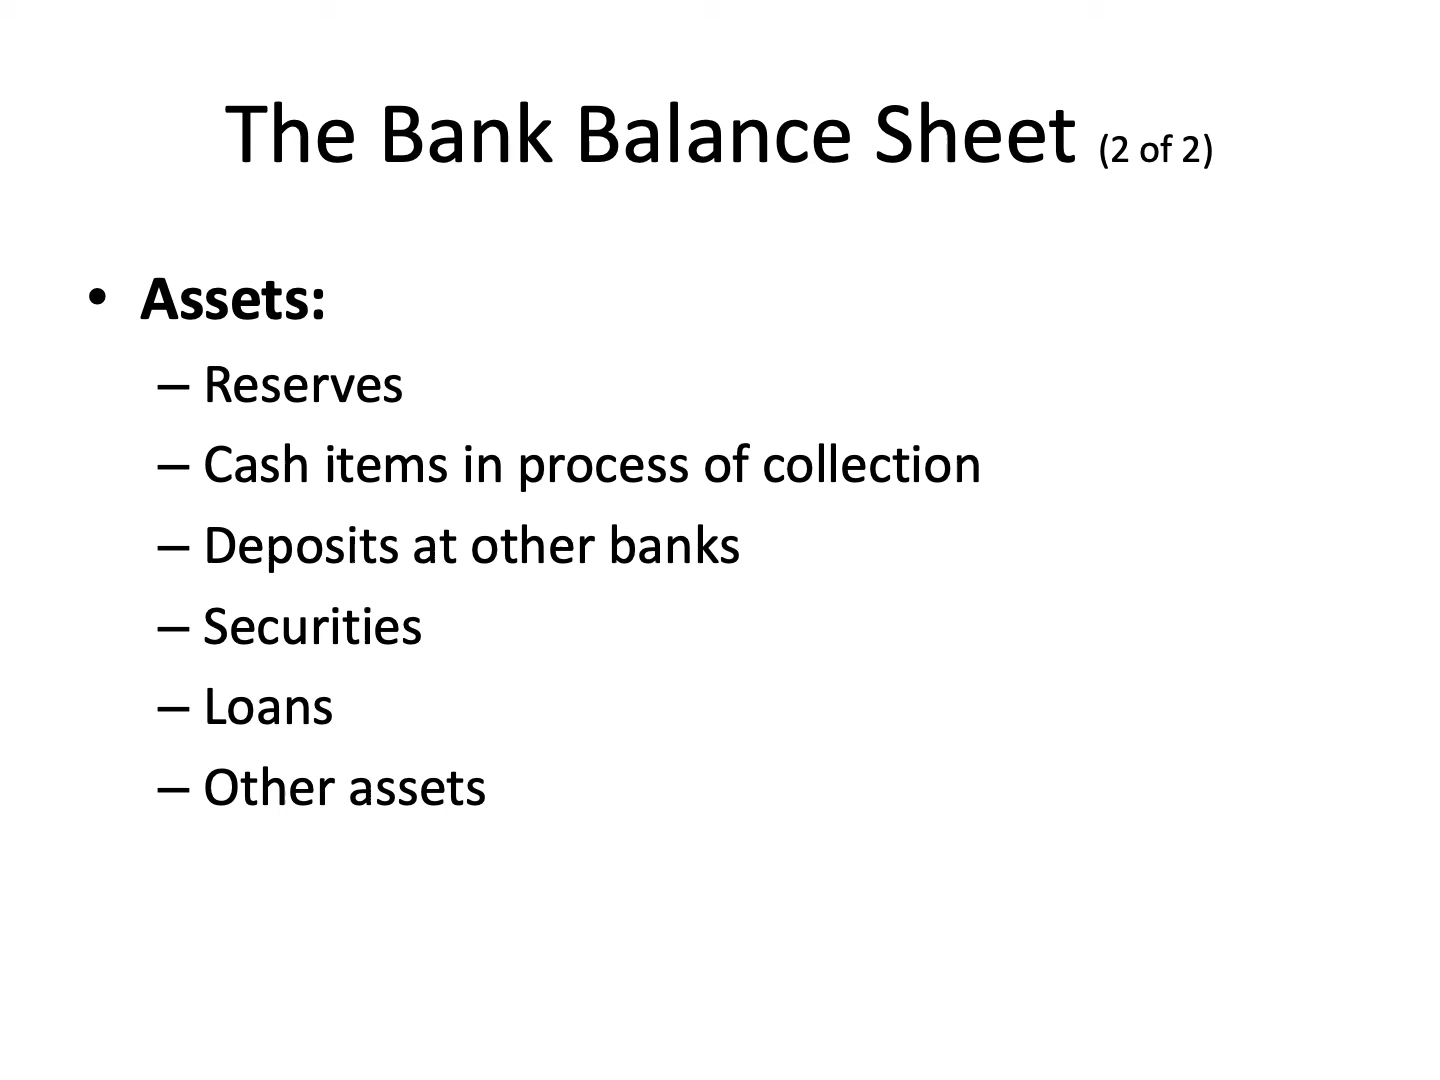 The Bank Balance Sheet (2 of 2)
• Assets:
– Reserves
– Cash items in process of collection
– Deposits at other banks
– Securities
– Loans
– Other assets